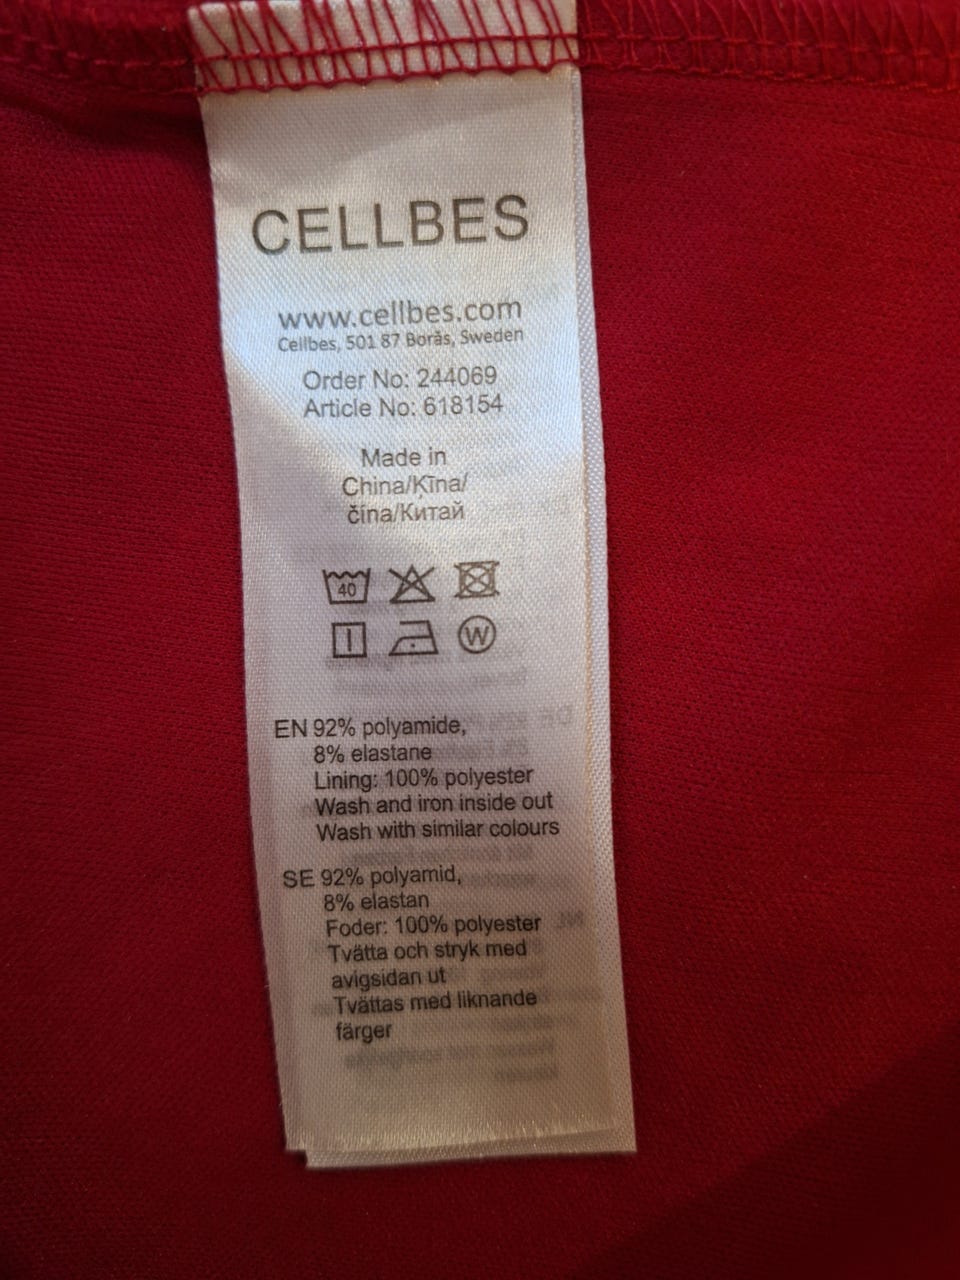 CELLBES
www.cellbes.com
Cellbes, 501 87 Borås, Sweden
Order No: 244069
Article No: 618154
Made in
China/Ķīna/
čína/Китай
40
W
EN 92% polyamide,
8% elastane
Lining: 100% polyester
Wash and iron inside out
Wash with similar colours
SE 92% polyamid,
8% elastan
Foder: 100% polyester
Tvätta och stryk med
avigsidan ut
Tvättas med liknande
färger